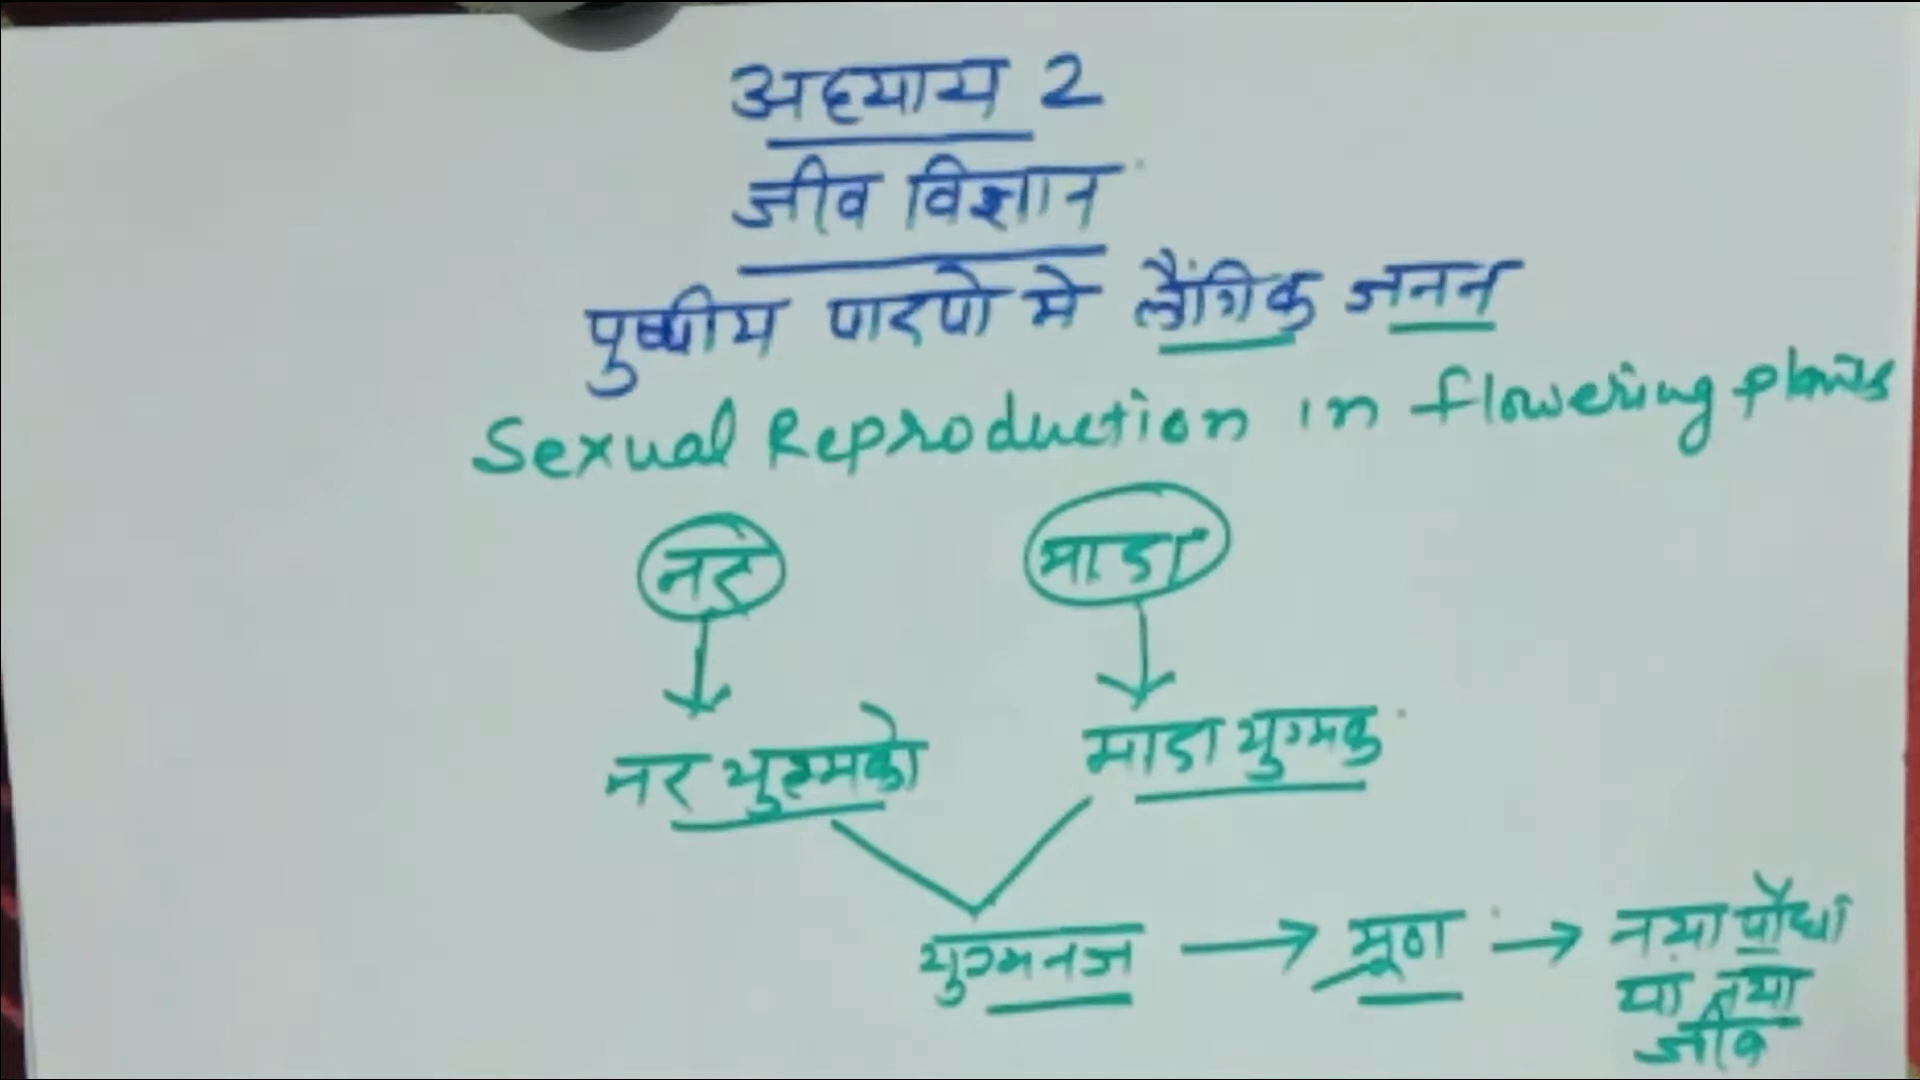 अध्याय 2
जीव विज्ञान
पुष्पीय पादपो मे लैंगिक जनन
Sexual Reproduction in flowering plants
नर
मादा
नर युग्मको
मादा युग्मक
युग्मनज → भ्रूण → नया पौधा
या नया
जीव